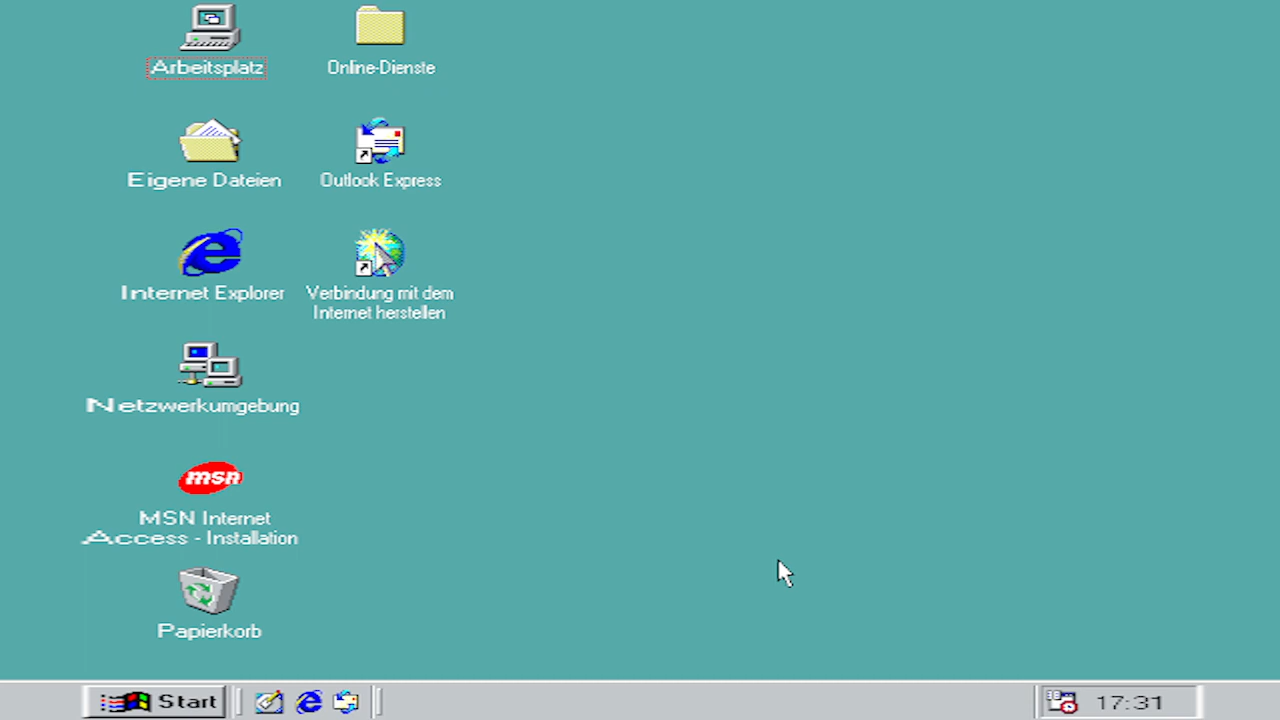 Arbeitsplatz
Online-Dienste
Eigene Dateien
Outlook Express
Internet Explorer
Verbindung mit dem
Internet herstellen
Netzwerkumgebung
msn
MSN Internet
Access - Installation
Papierkorb
Start
17:31